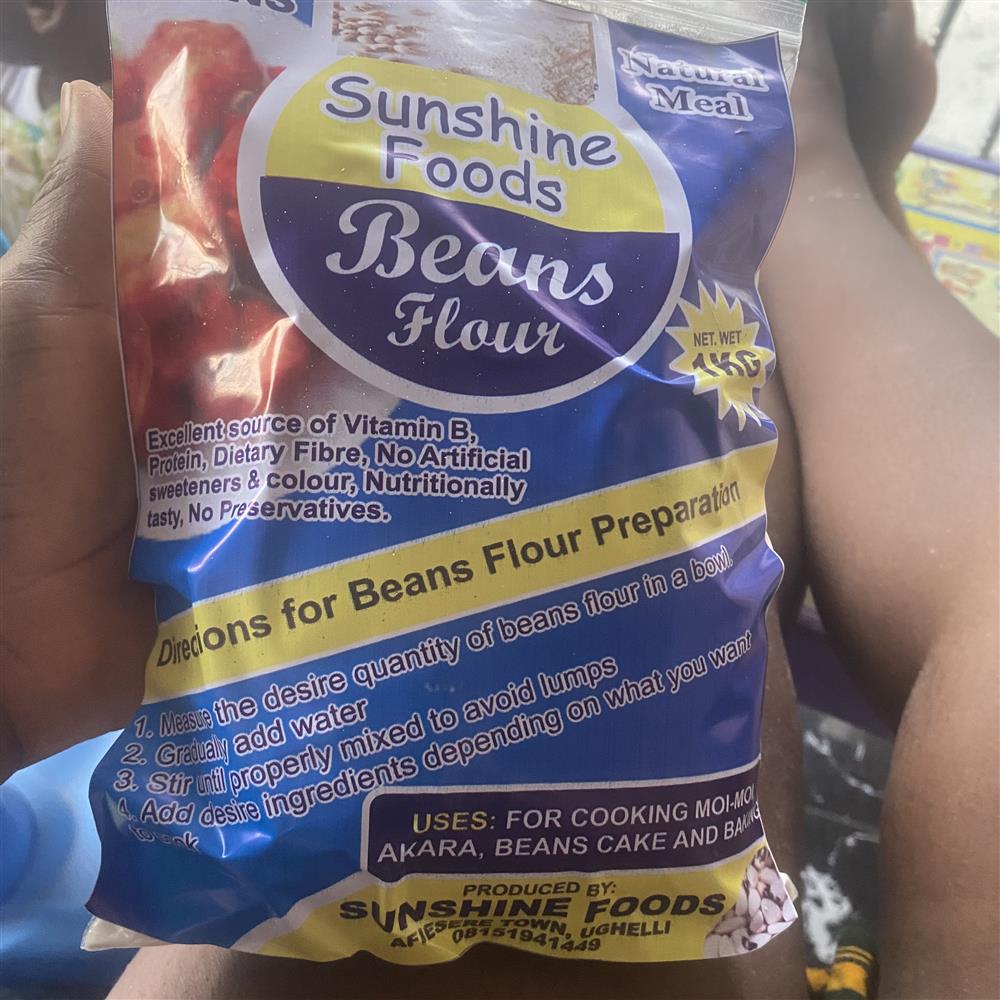 Natural
Meal
Sunshine
Foods
Beans
Flour
NET. WET
1KG
Excellent source of Vitamin B,
Protein, Dietary Fibre, No Artificial
sweeteners & colour, Nutritionally
tasty, No Preservatives.
Directions for Beans Flour Preparation
1. Measure the desire quantity of beans flour in a bowl.
2. Gradually add water
3. Stir until properly mixed to avoid lumps
4. Add desire ingredients depending on what you want
to
USES: FOR COOKING MOI-MOI
AKARA, BEANS CAKE AND BAKING
PRODUCED BY:
SUNSHINE FOODS
AFIESERE TOWN, UGHELLI
08151941449